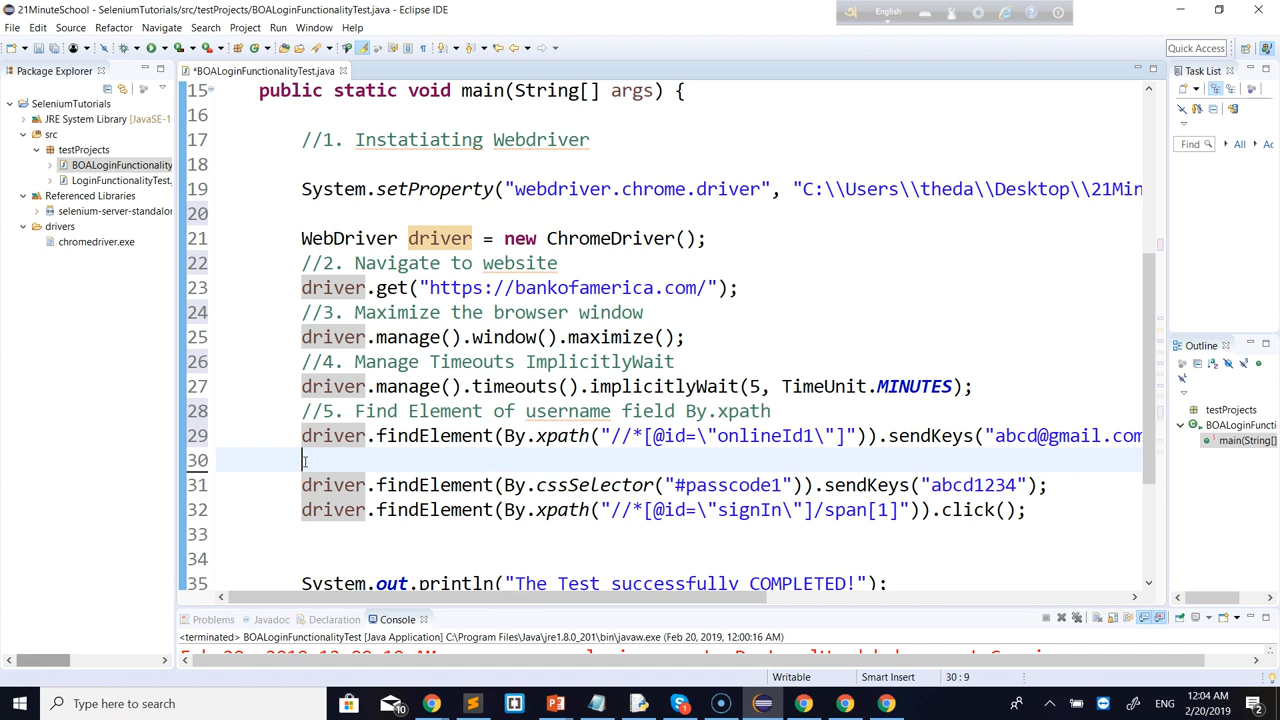 21MinuteSchool - SeleniumTutorials/src/testProjects/BOALoginFunctionalityTest.java - Eclipse IDE
English
File Edit Source Refactor Navigate Search Project Run Window Help
Quick Access
Package Explorer
*BOALoginFunctionalityTest.java
Task List
SeleniumTutorials
JRE System Library [JavaSE-1
src
testProjects
BOALoginFunctionality
LoginFunctionalityTest.
Referenced Libraries
selenium-server-standalor
drivers
chromedriver.exe
15 public static void main(String[] args) {
16
17 //1. Instatiating Webdriver
18
19 System.setProperty("webdriver.chrome.driver", "C:\\Users\\theda\\Desktop\\21Min
20
21 WebDriver driver = new ChromeDriver();
22 //2. Navigate to website
23 driver.get("https://bankofamerica.com/");
24 //3. Maximize the browser window
25 driver.manage().window().maximize();
26 //4. Manage Timeouts ImplicitlyWait
27 driver.manage().timeouts().implicitlyWait(5, TimeUnit.MINUTES);
28 //5. Find Element of username field By.xpath
29 driver.findElement(By.xpath("//*[@id=\"onlineId1\"]")).sendKeys("abcd@gmail.com
30
31 driver.findElement(By.cssSelector("#passcode1")).sendKeys("abcd1234");
32 driver.findElement(By.xpath("//*[@id=\"signIn\"]/span[1]")).click();
33
34
35 System.out.println("The Test successfully COMPLETED!");
Find All Ac
Outline
testProjects
BOALoginFuncti
main(String[]
Problems Javadoc Declaration Console
<terminated> BOALoginFunctionalityTest [Java Application] C:\Program Files\Java\jre1.8.0_201\bin\javaw.exe (Feb 20, 2019, 12:00:16 AM)
Writable Smart Insert 30 : 9
Type here to search
10
ENG
12:04 AM
2/20/2019
2